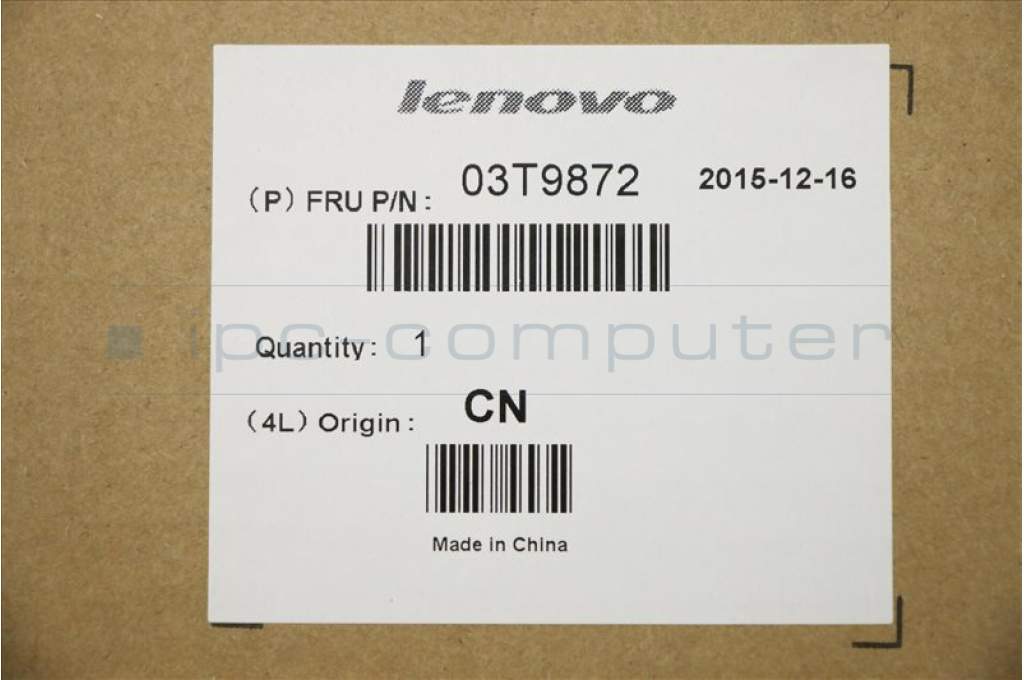 lenovo
(P) FRU P/N: 03T9872 2015-12-16
ipc-computer
Quantity: 1
(4L) Origin: CN
Made in China